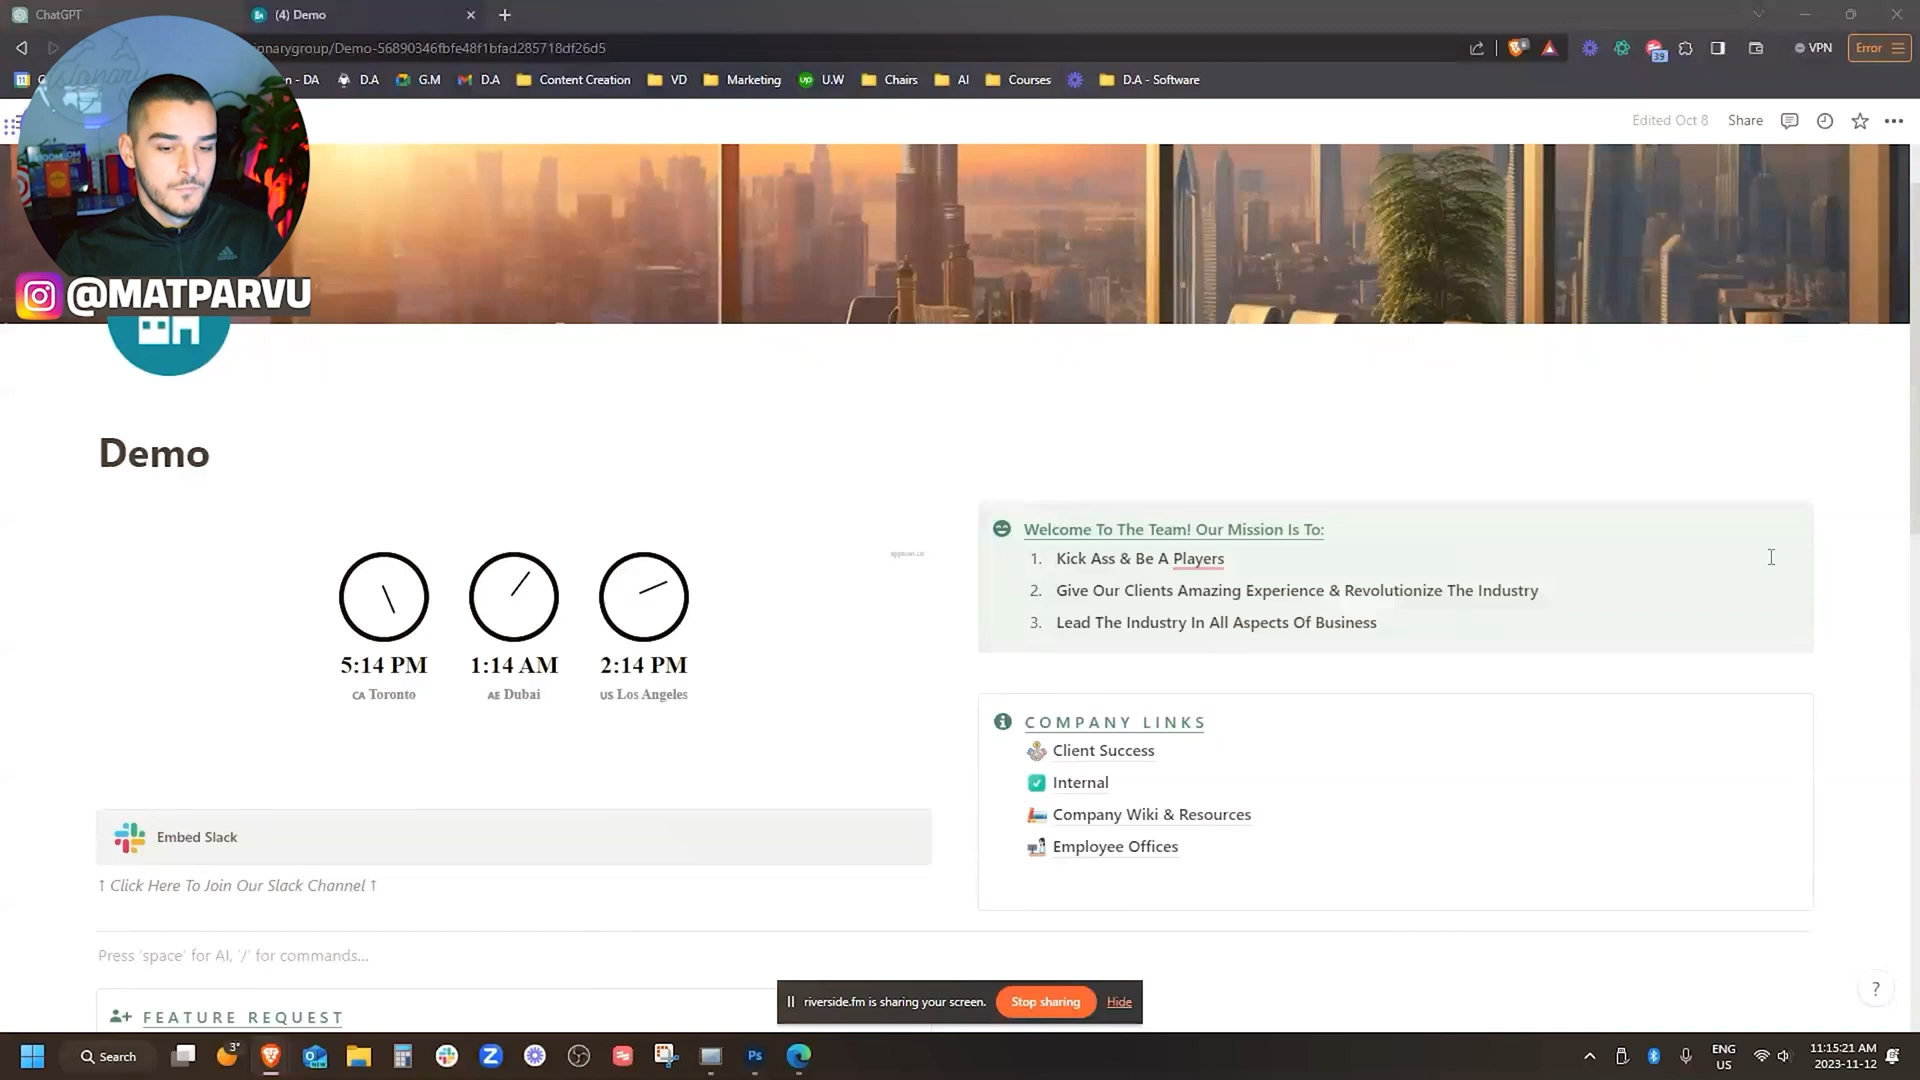 ChatGPT
(4) Demo
onarygroup/Demo-56890346fbfe48f1bfad285718df26d5
39
VPN
Error
n - DA
D.A
G.M
D.A
Content Creation
VD
Marketing
U.W
Chairs
AI
Courses
D.A - Software
Edited Oct 8
Share
@MATPARVU
Demo
Welcome To The Team! Our Mission Is To:
1. Kick Ass & Be A Players
2. Give Our Clients Amazing Experience & Revolutionize The Industry
3. Lead The Industry In All Aspects Of Business
5:14 PM
CA Toronto
1:14 AM
AE Dubai
2:14 PM
US Los Angeles
COMPANY LINKS
Client Success
Internal
Company Wiki & Resources
Employee Offices
Embed Slack
↑ Click Here To Join Our Slack Channel ↑
Press 'space' for AI, '/' for commands...
FEATURE REQUEST
riverside.fm is sharing your screen.
Stop sharing
Hide
?
Search
3°
NEW
Ps
ENG
US
11:15:21 AM
2023-11-12